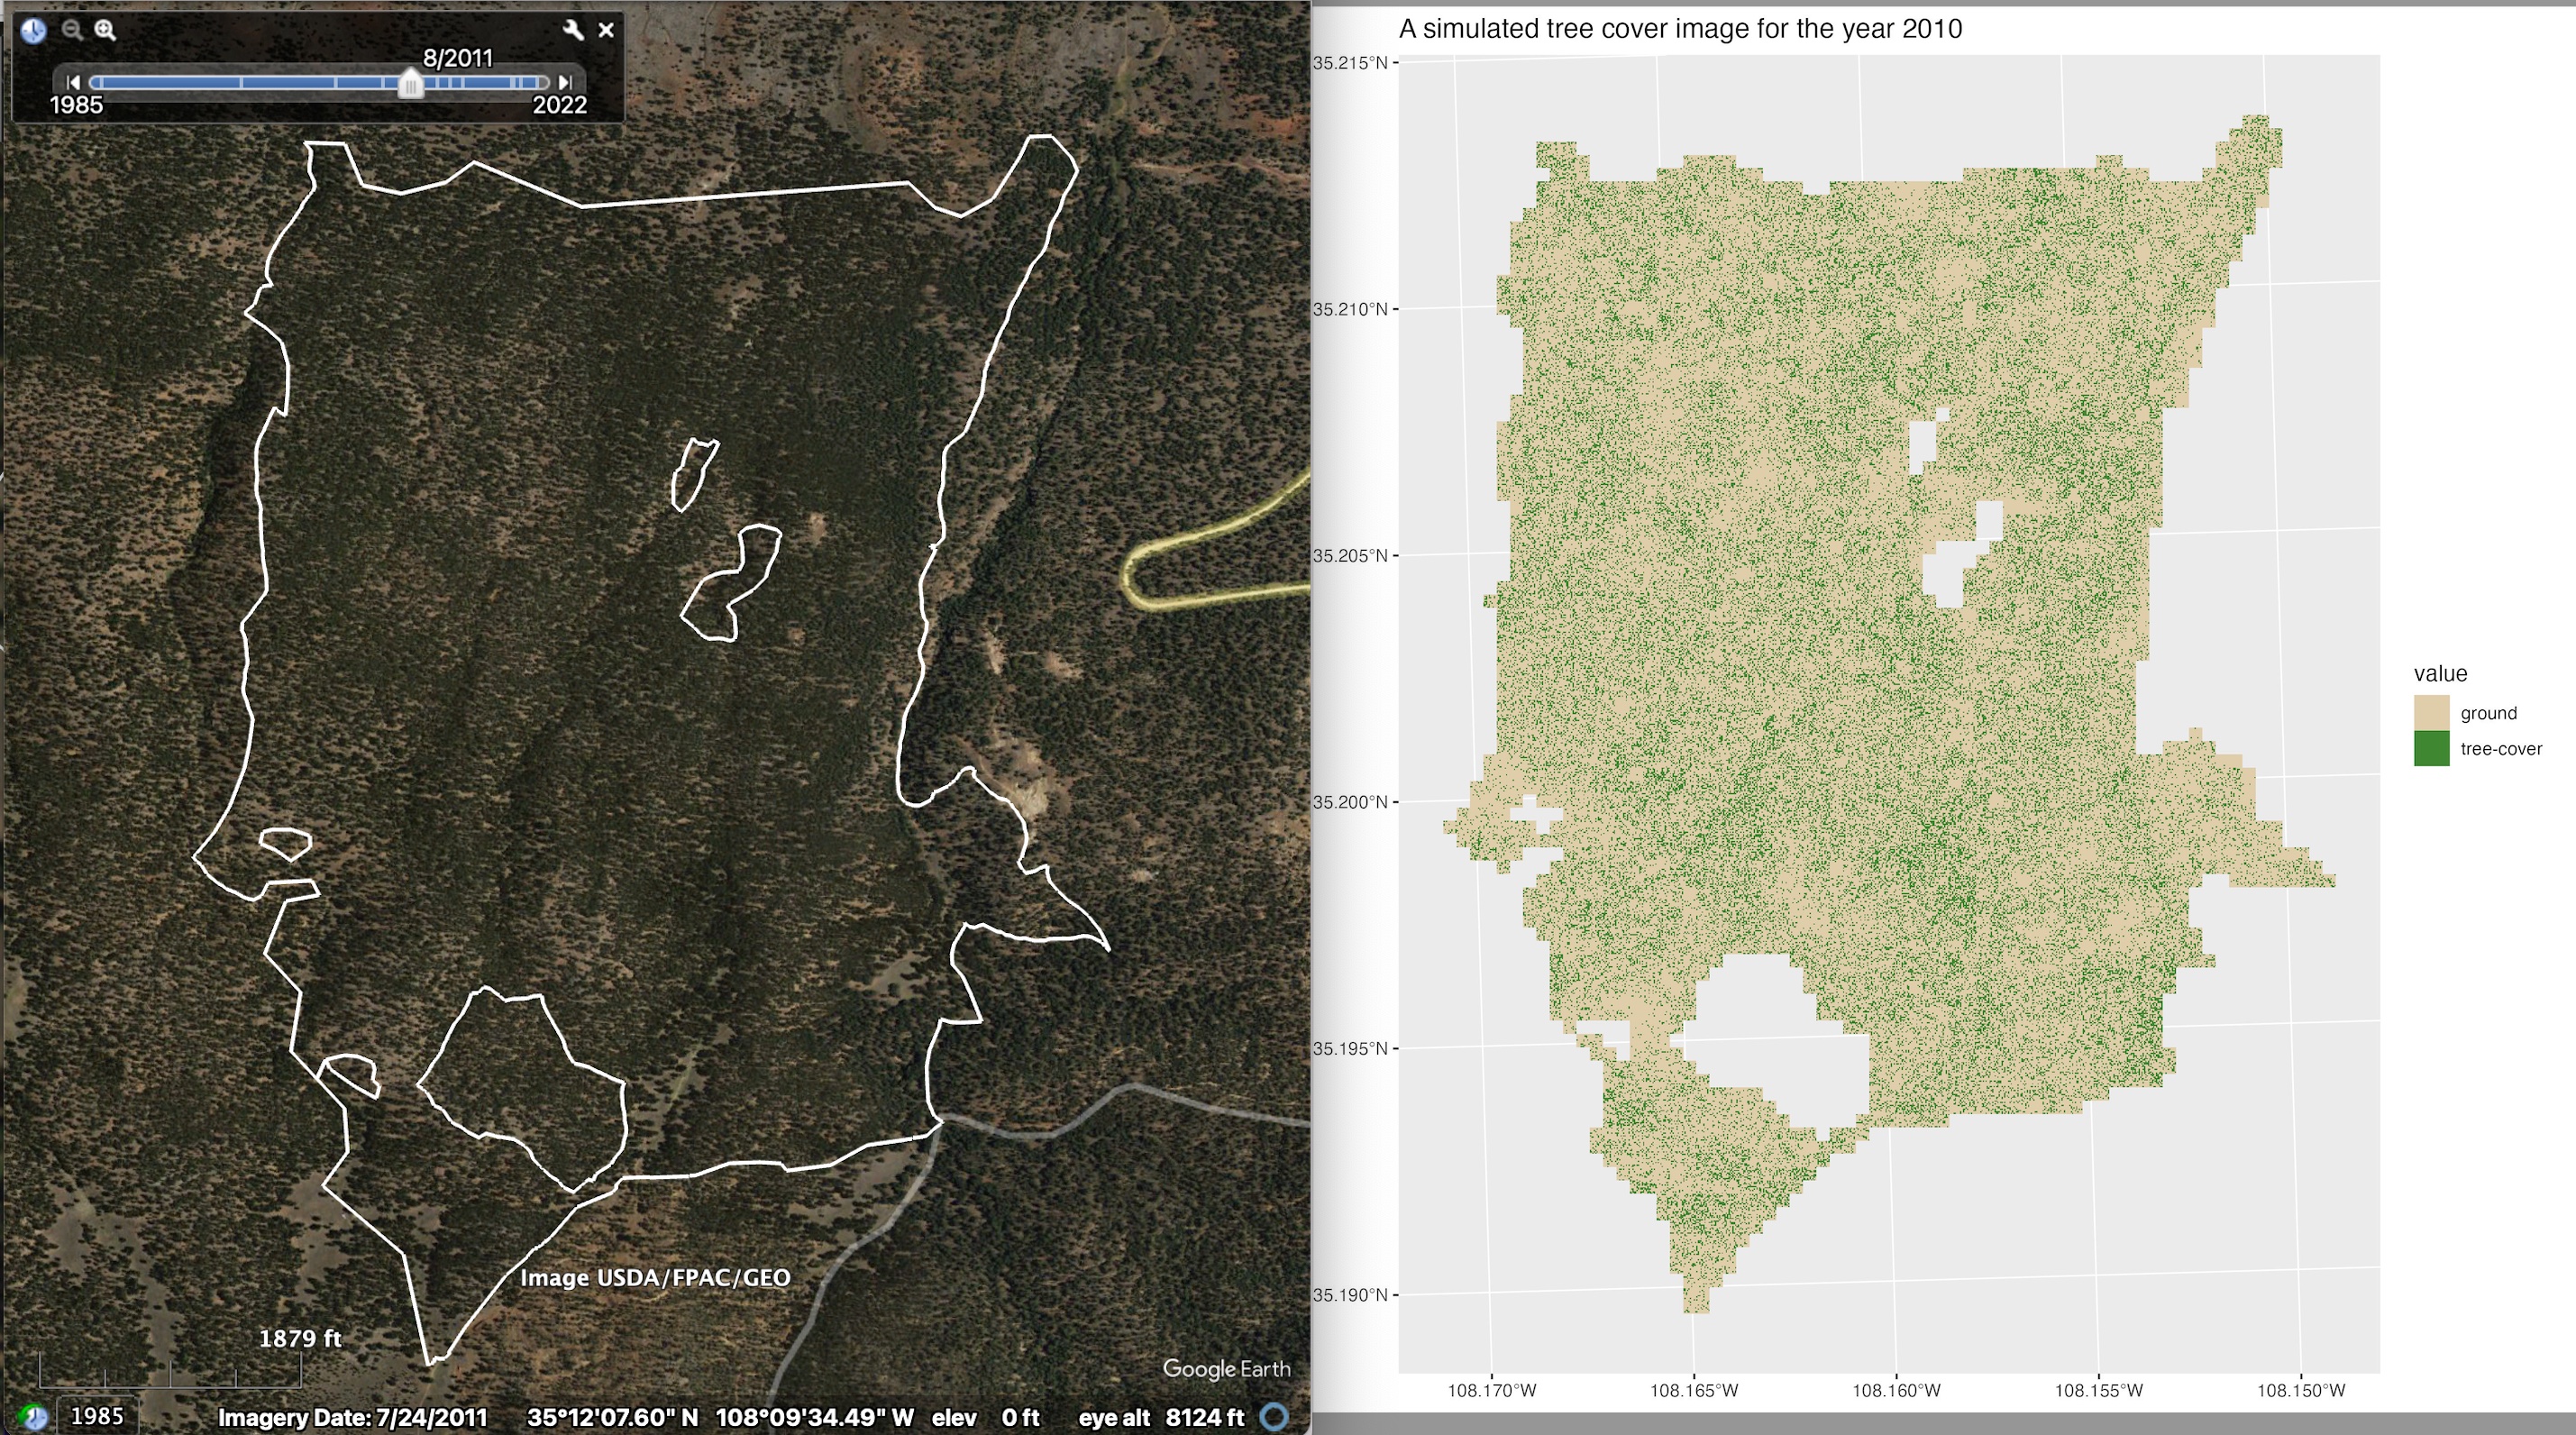 8/2011
1985
2022
Image USDA/FPAC/GEO
1879 ft
Google Earth
1985
Imagery Date: 7/24/2011 35°12'07.60" N 108°09'34.49" W elev 0 ft eye alt 8124 ft
A simulated tree cover image for the year 2010
35.215°N
35.210°N
35.205°N
35.200°N
35.195°N
35.190°N
108.170°W 108.165°W 108.160°W 108.155°W 108.150°W
value
ground
tree-cover